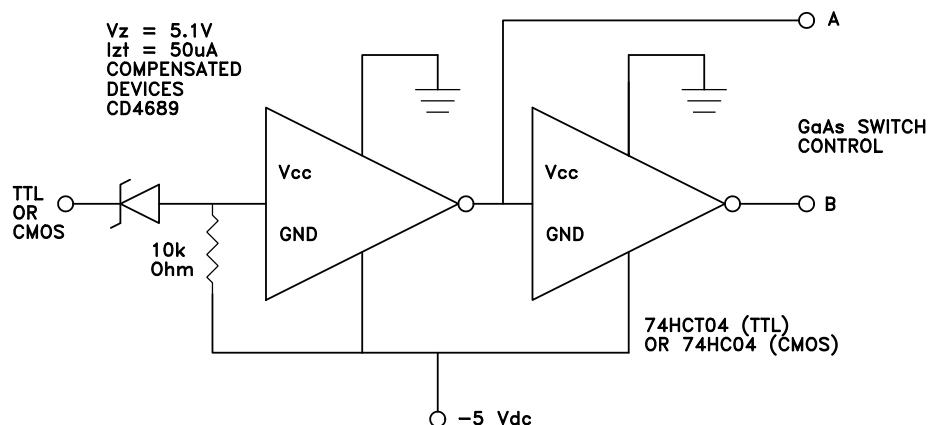 Vz = 5.1V
Izt = 50uA
COMPENSATED
DEVICES
CD4689
A
GaAs SWITCH
CONTROL
Vcc
Vcc
TTL
OR
CMOS
B
GND
GND
10k
Ohm
74HCT04 (TTL)
OR 74HC04 (CMOS)
-5 Vdc